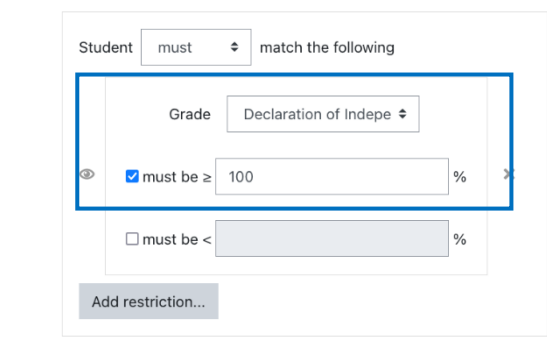 Student must match the following
Grade Declaration of Indepe
must be ≥ 100 %
must be < %
Add restriction...